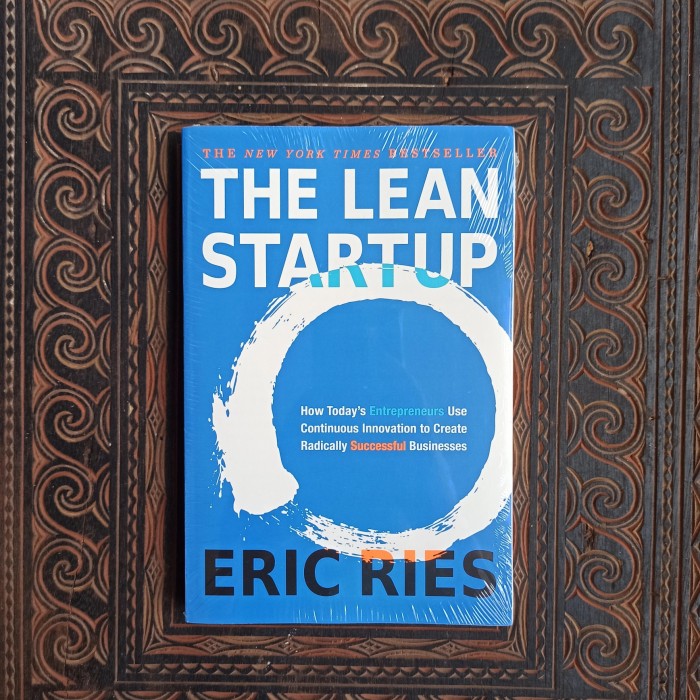 THE NEW YORK TIMES BESTSELLER
THE LEAN
STARTUP
How Today's Entrepreneurs Use
Continuous Innovation to Create
Radically Successful Businesses
ERIC RIES